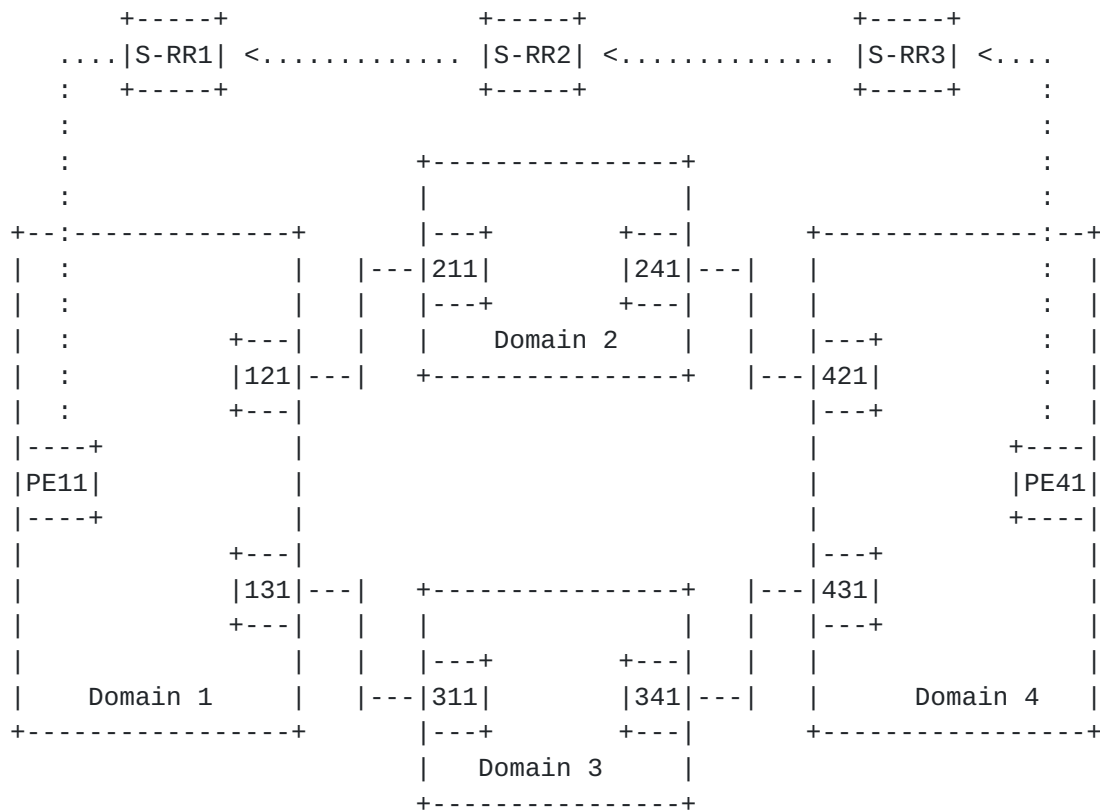 S-RR1 S-RR2 S-RR3
211 241
Domain 2
121 421
PE11 PE41
131 431
Domain 1 311 341 Domain 4
Domain 3